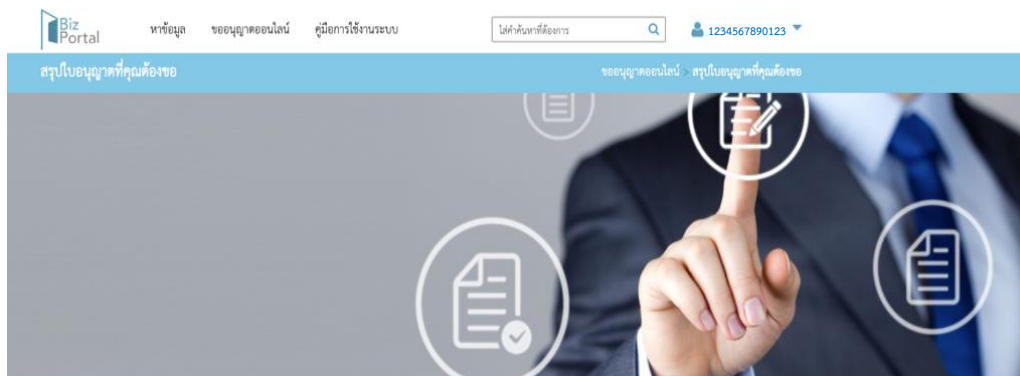 Biz
Portal
หาข้อมูล ขออนุญาตออนไลน์ คู่มือการใช้งานระบบ ใส่คำค้นหาที่ต้องการ 1234567890123
สรุปใบอนุญาตที่คุณต้องขอ ขออนุญาตออนไลน์ > สรุปใบอนุญาตที่คุณต้องขอ